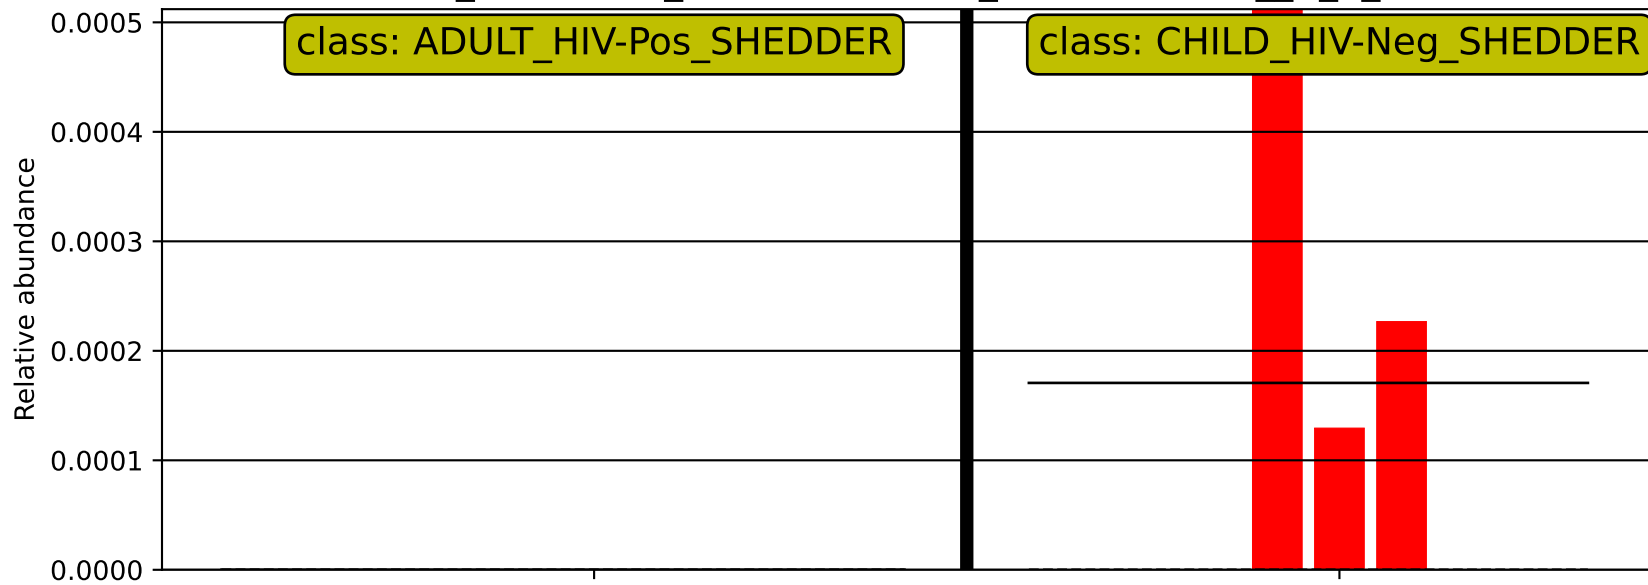 0.0005
class: ADULT_HIV-Pos_SHEDDER
class: CHILD_HIV-Neg_SHEDDER
0.0004
0.0003
0.0002
0.0001
0.0000
Relative abundance